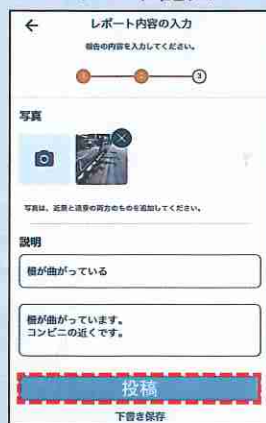 レポート内容の入力
報告の内容を入力してください。
1 2 3
写真
写真は、近景と遠景の両方のものを追加してください。
説明
根が曲がっている
根が曲がっています。
コンビニの近くです。
投稿
下書き保存